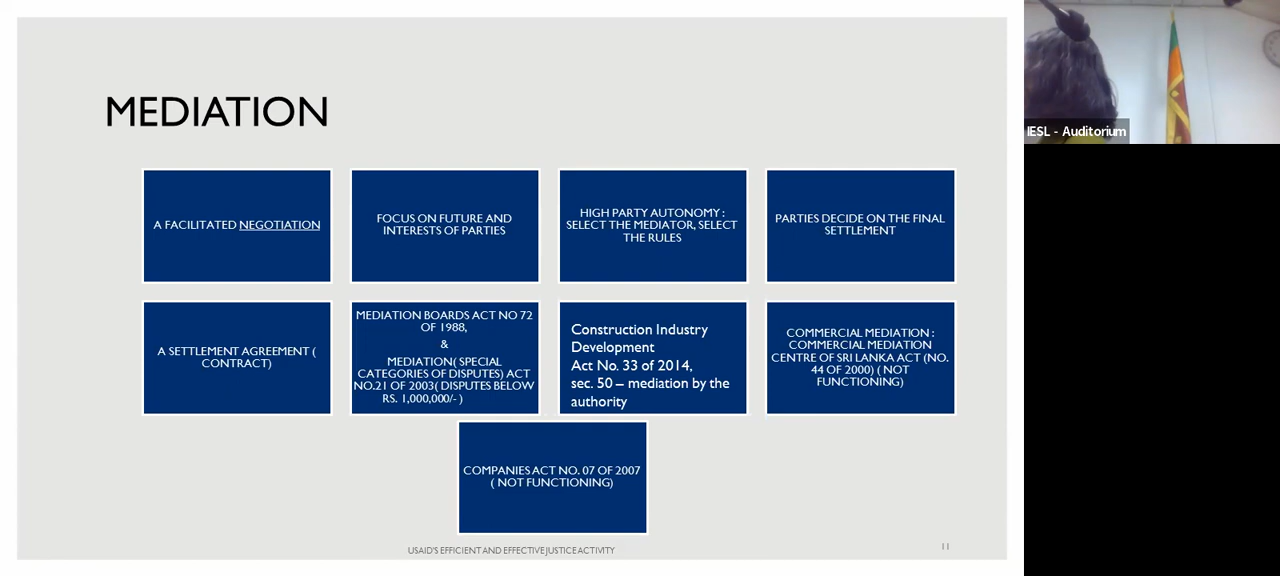 MEDIATION
A FACILITATED NEGOTIATION
FOCUS ON FUTURE AND
INTERESTS OF PARTIES
HIGH PARTY AUTONOMY :
SELECT THE MEDIATOR, SELECT
THE RULES
PARTIES DECIDE ON THE FINAL
SETTLEMENT
A SETTLEMENT AGREEMENT (
CONTRACT)
MEDIATION BOARDS ACT NO 72
OF 1988,
&
MEDIATION( SPECIAL
CATEGORIES OF DISPUTES) ACT
NO.21 OF 2003( DISPUTES BELOW
RS. 1,000,000/- )
Construction Industry
Development
Act No. 33 of 2014,
sec. 50 – mediation by the
authority
COMMERCIAL MEDIATION :
COMMERCIAL MEDIATION
CENTRE OF SRI LANKA ACT (NO.
44 OF 2000) ( NOT
FUNCTIONING)
COMPANIES ACT NO. 07 OF 2007
( NOT FUNCTIONING)
USAID'S EFFICIENT AND EFFECTIVE JUSTICE ACTIVITY
11
IESL - Auditorium